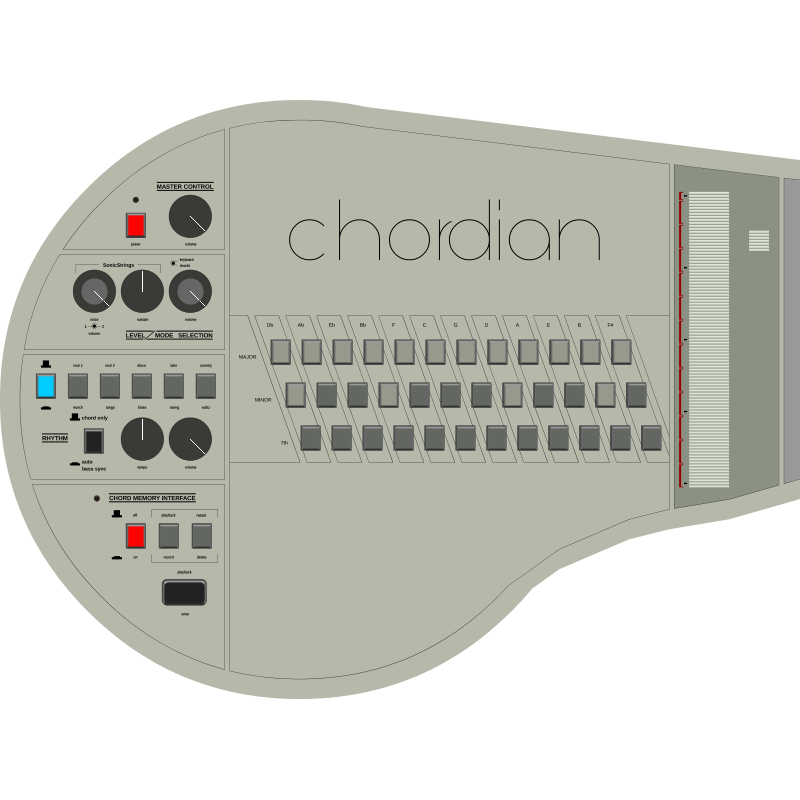 MASTER CONTROL
power
volume
chordian
SonicStrings
keyboard
chords
voice
sustain
volume
1 2
volume
LEVEL / MODE SELECTION
Db Ab Eb Bb F C G D A E B F#
MAJOR
MINOR
7th
rock 1 rock 2 disco latin country
march tango blues swing waltz
chord only
RHYTHM
auto
bass sync
tempo
volume
CHORD MEMORY INTERFACE
off playback repeat
on record delete
playback
enter